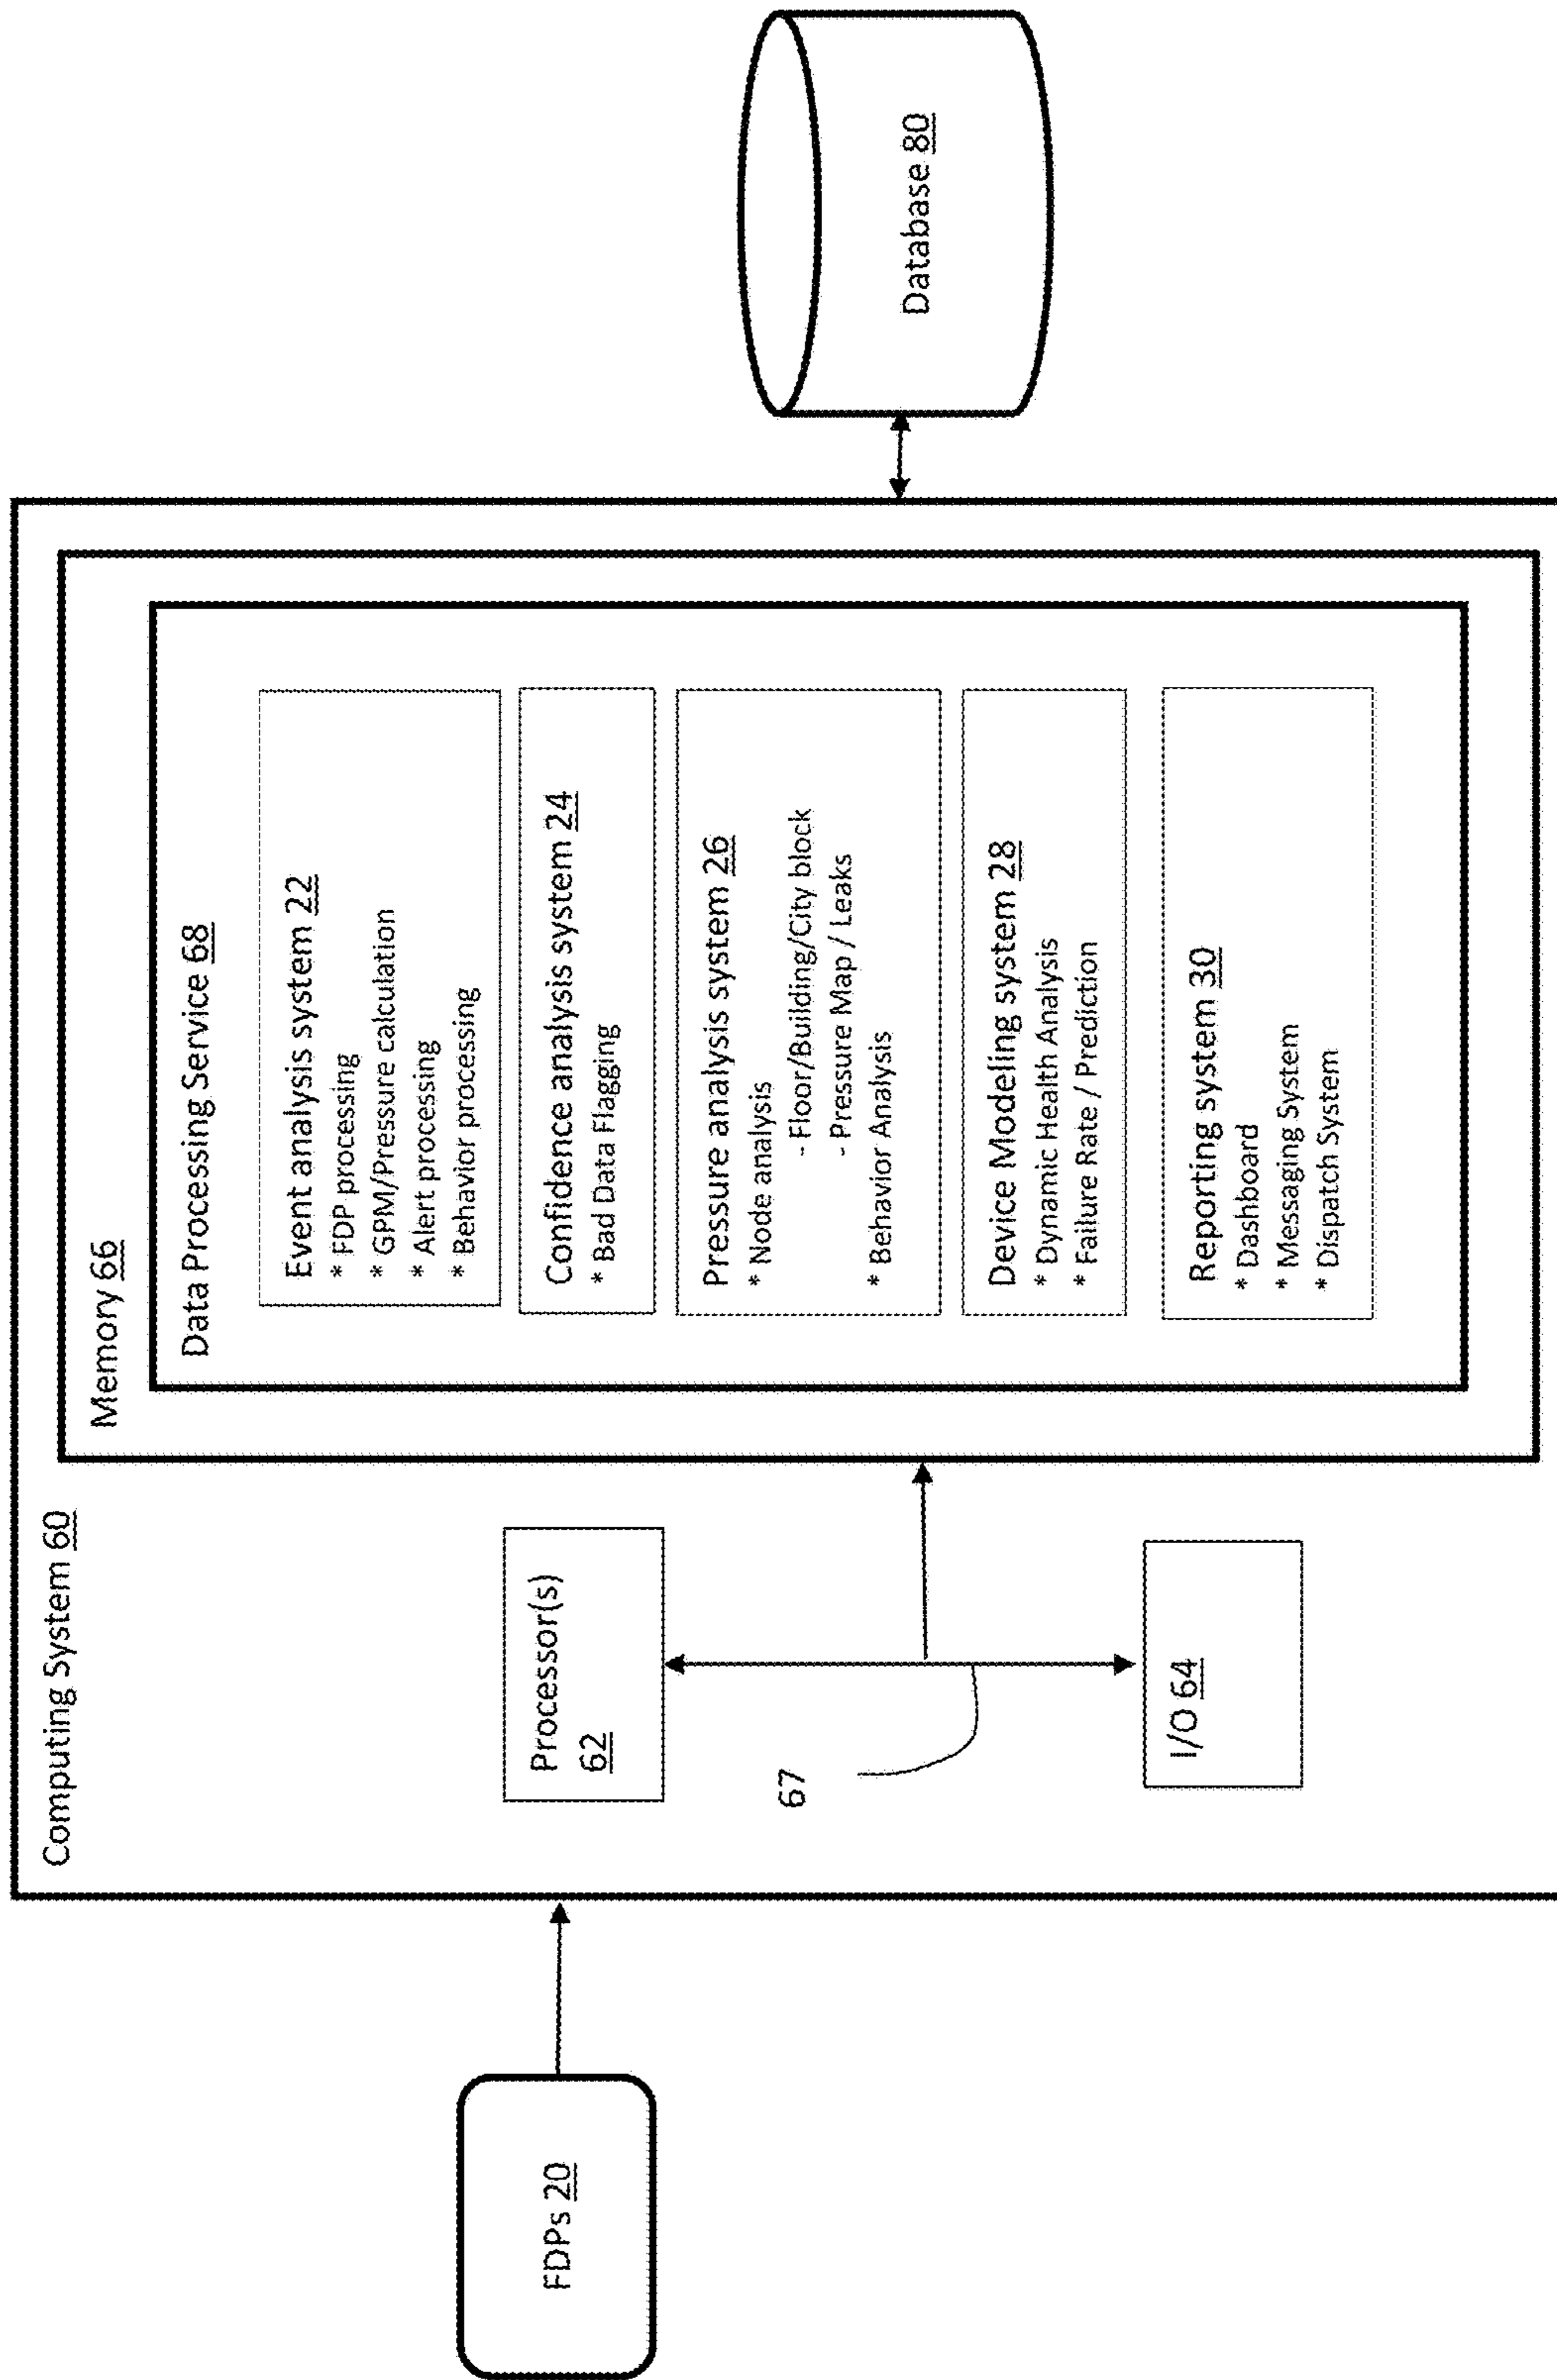 Computing System 60
Memory 66
Data Processing Service 68
Event analysis system 22
* FDP processing
* GPM/Pressure calculation
* Alert processing
* Behavior processing
Confidence analysis system 24
* Bad Data Flagging
Pressure analysis system 26
* Node analysis
- Floor/Building/City block
- Pressure Map / Leaks
* Behavior Analysis
Device Modeling system 28
* Dynamic Health Analysis
* Failure Rate / Prediction
Reporting system 30
* Dashboard
* Messaging System
* Dispatch System
Processor(s)
62
67
I/O 64
FDPs 20
Database 80